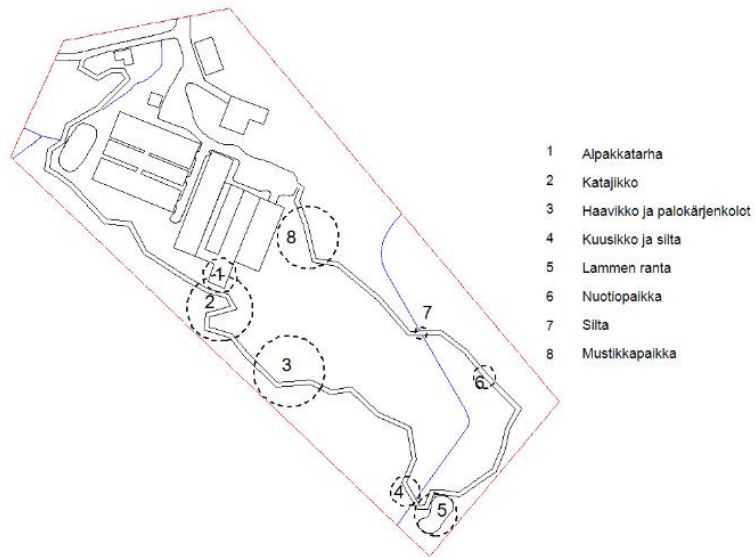 1 Alpakkatarha
2 Katajikko
3 Haavikko ja palokärjenkolot
4 Kuusikko ja silta
5 Lammen ranta
6 Nuotiopaikka
7 Silta
8 Mustikkapaikka
8
1
2
7
3
6
4
5